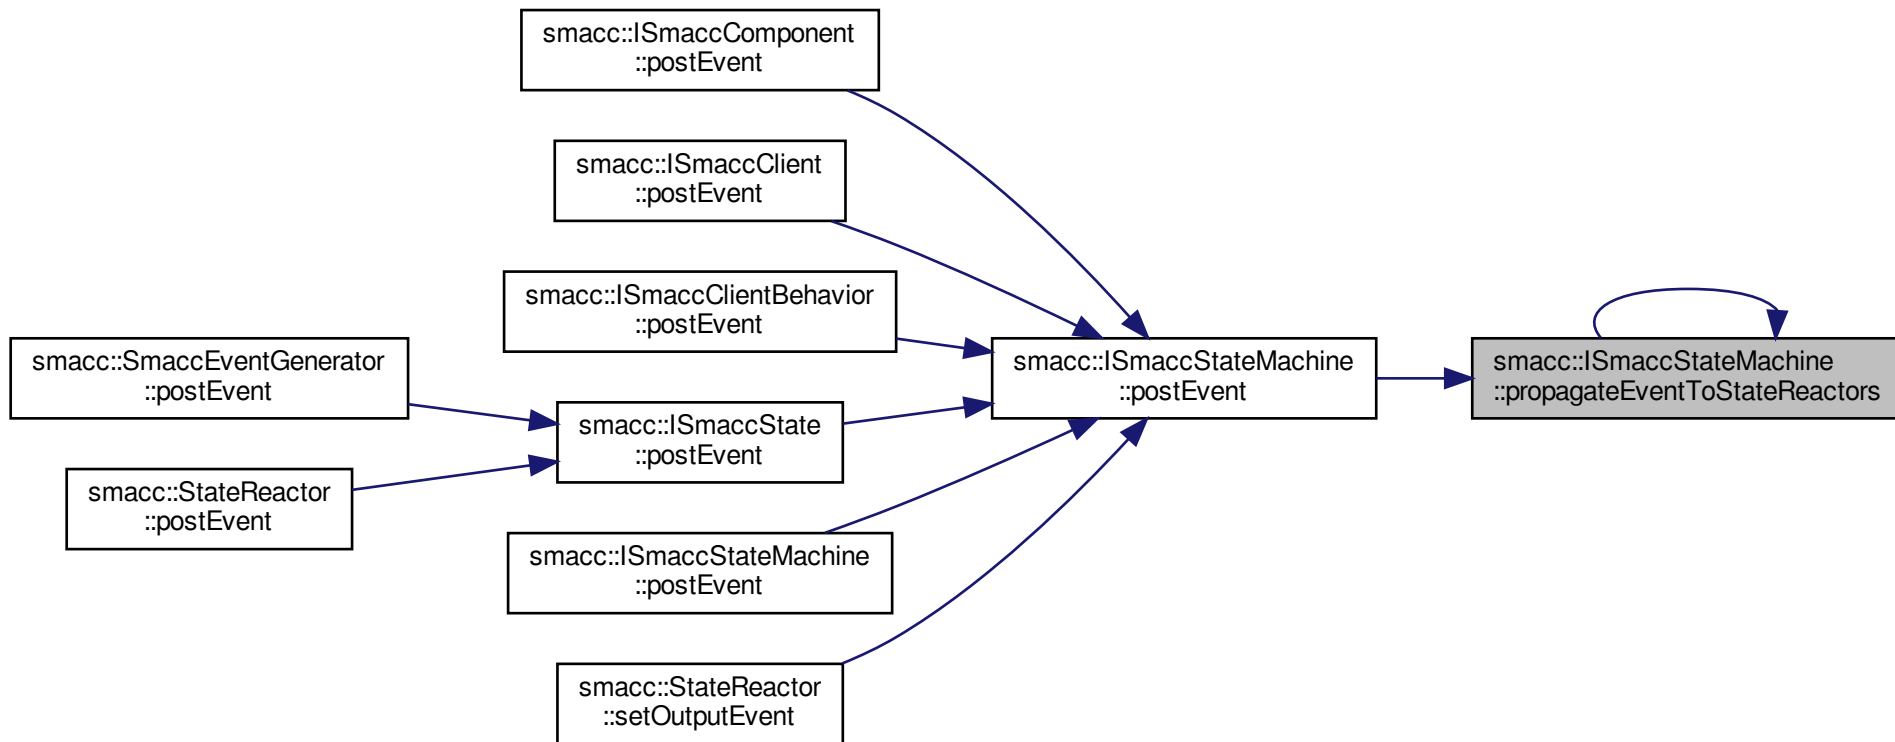 smacc::ISmaccComponent
::postEvent
smacc::ISmaccClient
::postEvent
smacc::ISmaccClientBehavior
::postEvent
smacc::SmaccEventGenerator
::postEvent
smacc::ISmaccStateMachine
::postEvent
smacc::ISmaccStateMachine
::propagateEventToStateReactors
smacc::ISmaccState
::postEvent
smacc::StateReactor
::postEvent
smacc::ISmaccStateMachine
::postEvent
smacc::StateReactor
::setOutputEvent